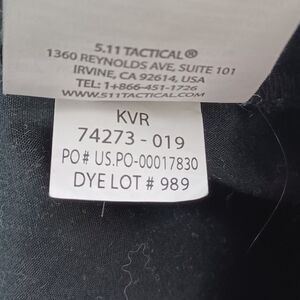 5.11 TACTICAL®
1360 REYNOLDS AVE, SUITE 101
IRVINE, CA 92614, USA
TEL: 1+866-451-1726
WWW.511TACTICAL.COM
KVR
74273 - 019
PO# US.PO-00017830
DYE LOT # 989